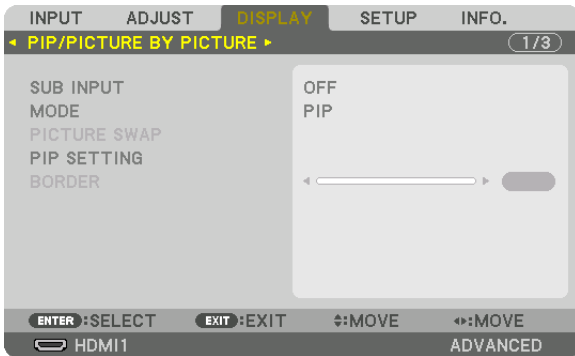 INPUT ADJUST DISPLAY SETUP INFO.
◂ PIP/PICTURE BY PICTURE ▸ 1/3
SUB INPUT OFF
MODE PIP
PICTURE SWAP
PIP SETTING
BORDER
ENTER :SELECT EXIT :EXIT :MOVE :MOVE
HDMI1 ADVANCED